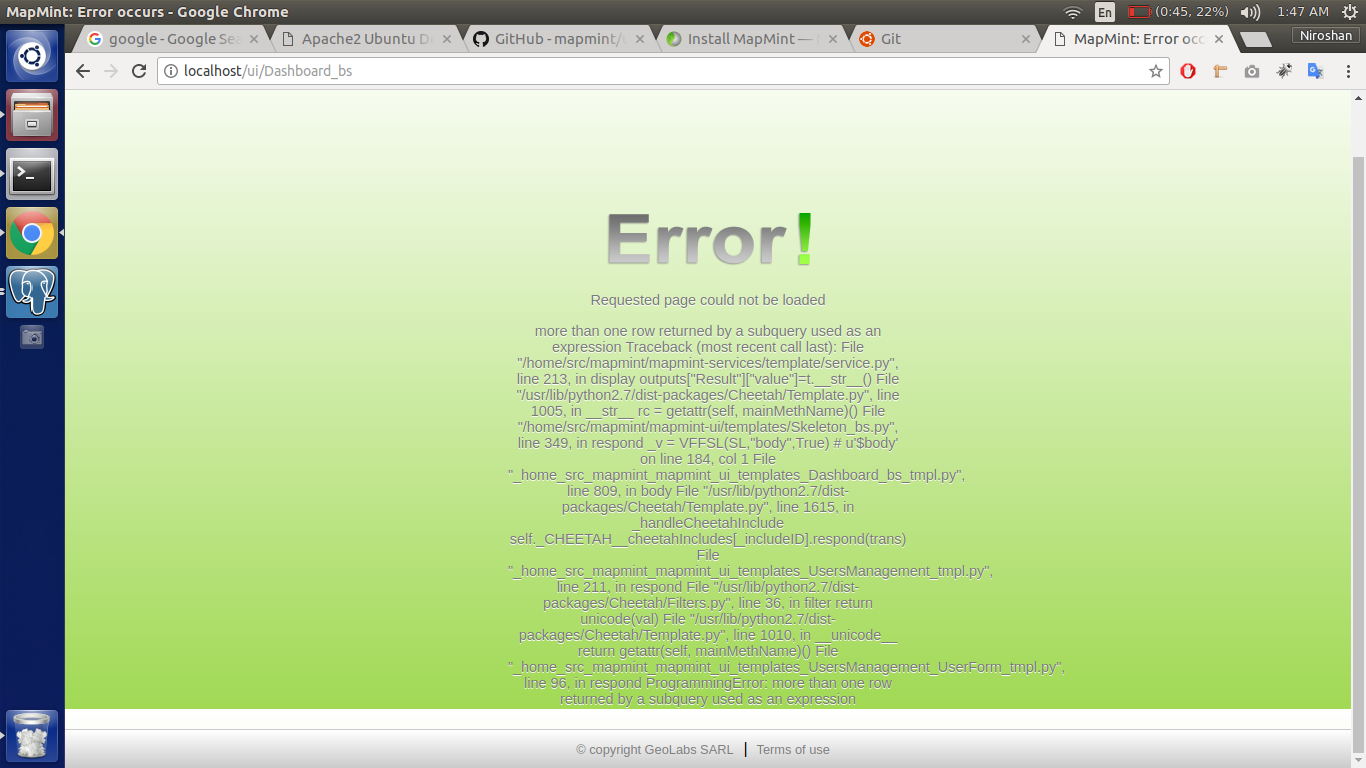 MapMint: Error occurs - Google Chrome
En
(0:45, 22%)
1:47 AM
google - Google Sea
Apache2 Ubuntu De
GitHub - mapmint/
Install MapMint —
Git
MapMint: Error occ
Niroshan
localhost/ui/Dashboard_bs
Error!
Requested page could not be loaded
more than one row returned by a subquery used as an
expression Traceback (most recent call last): File
"/home/src/mapmint/mapmint-services/template/service.py",
line 213, in display outputs["Result"]["value"]=t.__str__() File
"/usr/lib/python2.7/dist-packages/Cheetah/Template.py", line
1005, in __str__ rc = getattr(self, mainMethName)() File
"/home/src/mapmint/mapmint-ui/templates/Skeleton_bs.py",
line 349, in respond _v = VFFSL(SL,"body",True) # u'$body'
on line 184, col 1 File
"_home_src_mapmint_mapmint_ui_templates_Dashboard_bs_tmpl.py",
line 809, in body File "/usr/lib/python2.7/dist-
packages/Cheetah/Template.py", line 1615, in
_handleCheetahInclude
self._CHEETAH__cheetahIncludes[_includeID].respond(trans)
File
"_home_src_mapmint_mapmint_ui_templates_UsersManagement_tmpl.py",
line 211, in respond File "/usr/lib/python2.7/dist-
packages/Cheetah/Filters.py", line 36, in filter return
unicode(val) File "/usr/lib/python2.7/dist-
packages/Cheetah/Template.py", line 1010, in __unicode__
return getattr(self, mainMethName)() File
"_home_src_mapmint_mapmint_ui_templates_UsersManagement_UserForm_tmpl.py",
line 96, in respond ProgrammingError: more than one row
returned by a subquery used as an expression
© copyright GeoLabs SARL | Terms of use